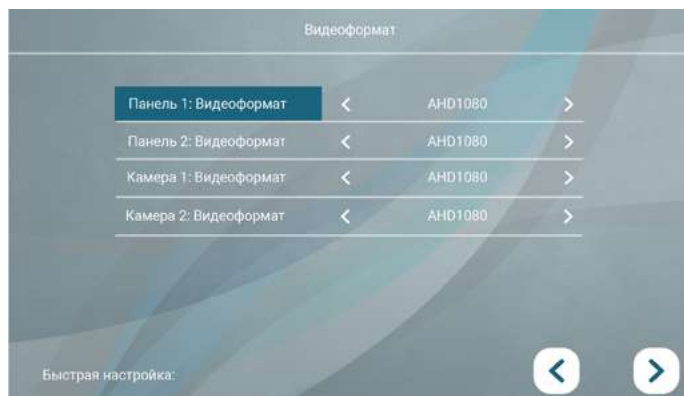 Видеоформат
Панель 1: Видеоформат < AHD1080 >
Панель 2: Видеоформат < AHD1080 >
Камера 1: Видеоформат < AHD1080 >
Камера 2: Видеоформат < AHD1080 >
Быстрая настройка: